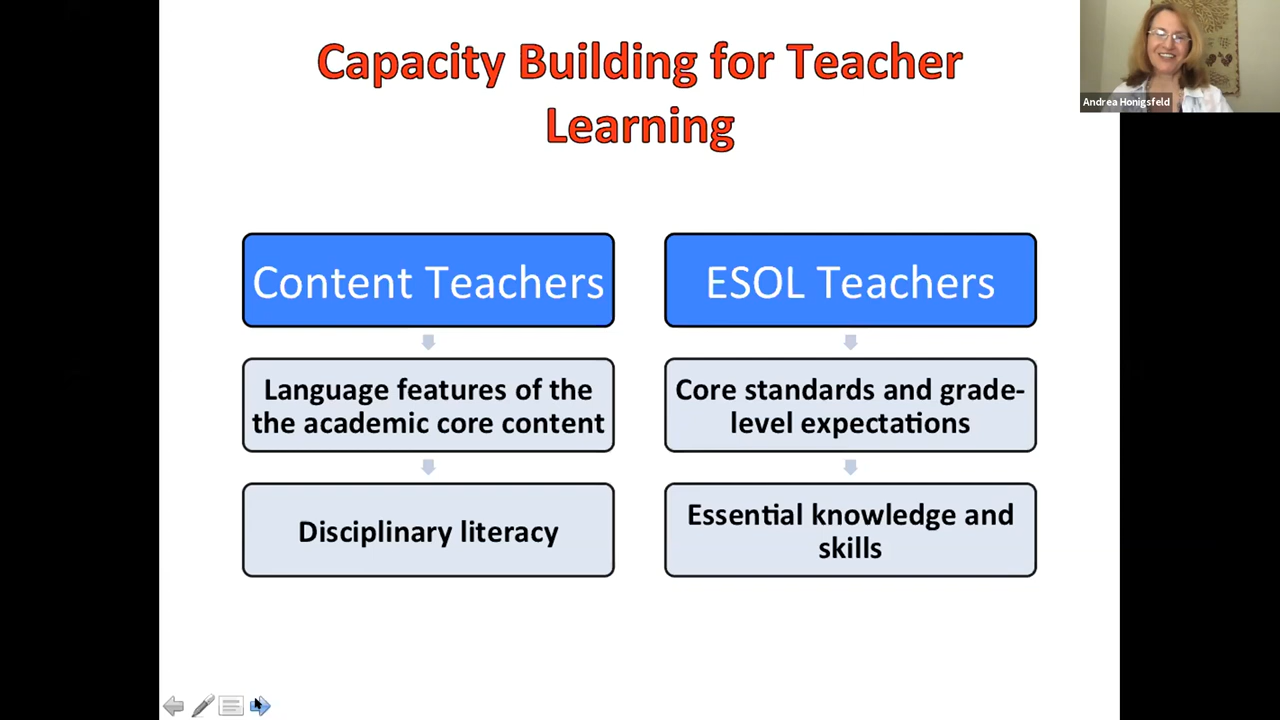 Capacity Building for Teacher
Learning
Andrea Honigsfeld
Content Teachers
Language features of the
the academic core content
Disciplinary literacy
ESOL Teachers
Core standards and grade-
level expectations
Essential knowledge and
skills